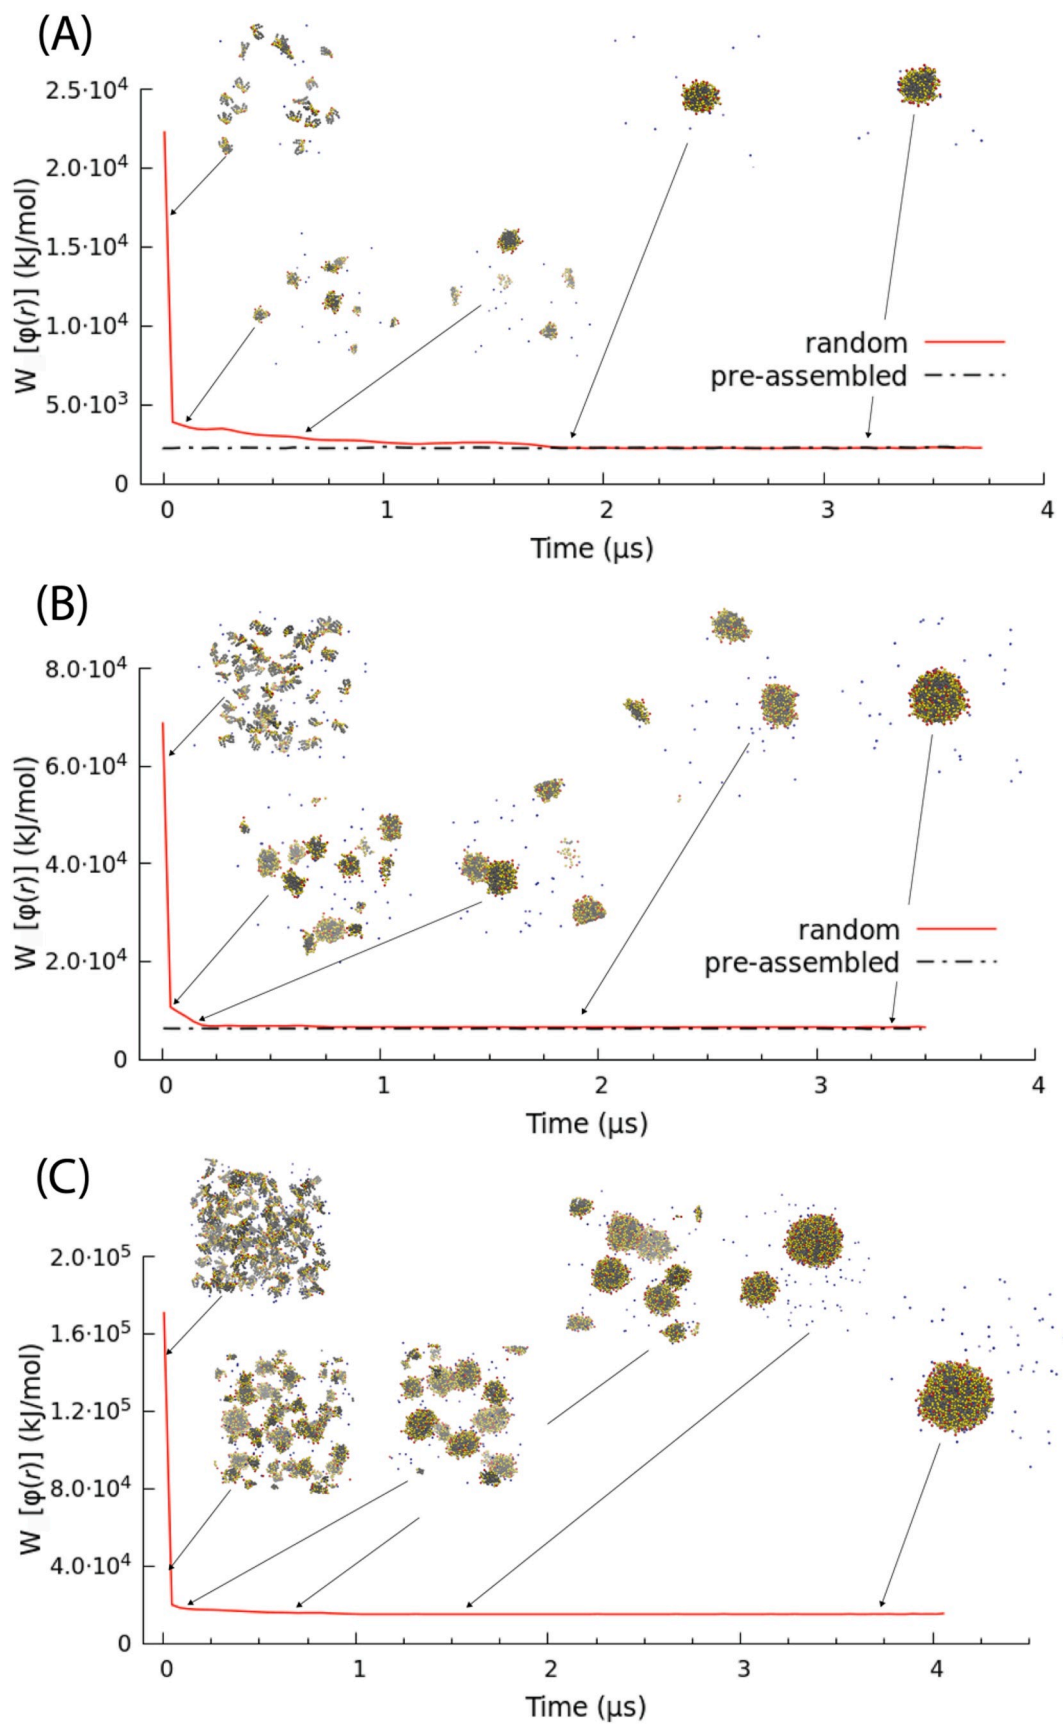 (A)
2.5·10⁴
2.0·10⁴
1.5·10⁴
1.0·10⁴
5.0·10³
0
W [φ(r)] (kJ/mol)
random
pre-assembled
0 1 2 3 4
Time (μs)
(B)
8.0·10⁴
6.0·10⁴
4.0·10⁴
2.0·10⁴
0
W [φ(r)] (kJ/mol)
random
pre-assembled
0 1 2 3 4
Time (μs)
(C)
2.0·10⁵
1.6·10⁵
1.2·10⁵
8.0·10⁴
4.0·10⁴
0
W [φ(r)] (kJ/mol)
0 1 2 3 4
Time (μs)